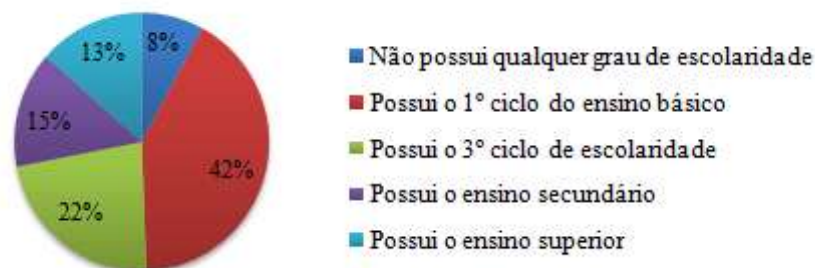 8%
42%
22%
15%
13%
Não possui qualquer grau de escolaridade
Possui o 1º ciclo do ensino básico
Possui o 3º ciclo de escolaridade
Possui o ensino secundário
Possui o ensino superior